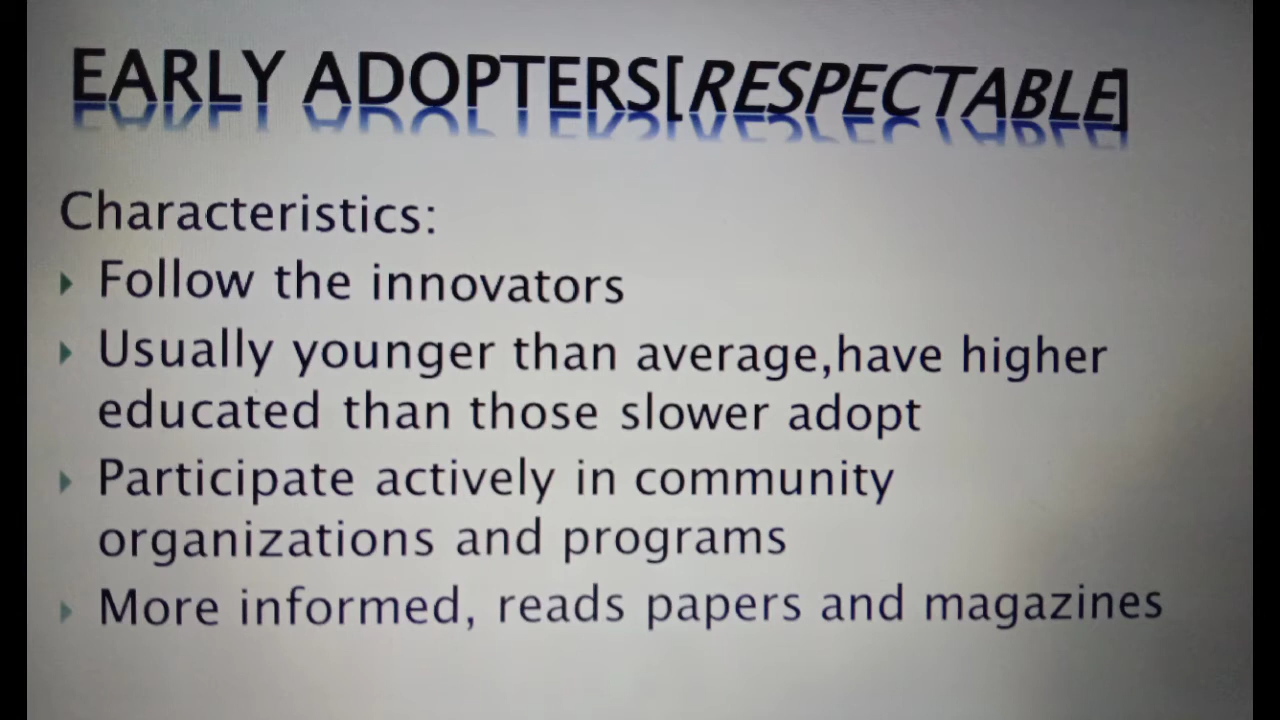 EARLY ADOPTERS[RESPECTABLE]
Characteristics:
Follow the innovators
Usually younger than average,have higher
educated than those slower adopt
Participate actively in community
organizations and programs
More informed, reads papers and magazines